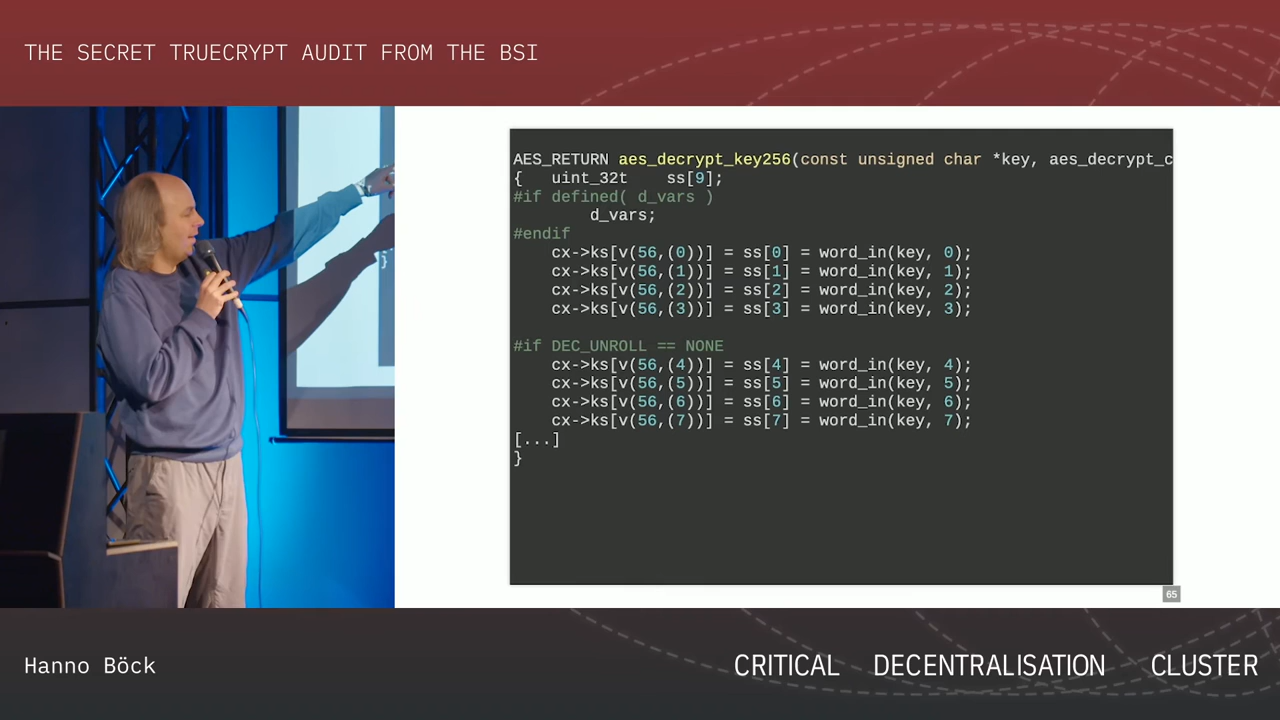 THE SECRET TRUECRYPT AUDIT FROM THE BSI
AES_RETURN aes_decrypt_key256(const unsigned char *key, aes_decrypt_c
{   uint_32t    ss[9];
#if defined( d_vars )
        d_vars;
#endif
    cx->ks[v(56,(0))] = ss[0] = word_in(key, 0);
    cx->ks[v(56,(1))] = ss[1] = word_in(key, 1);
    cx->ks[v(56,(2))] = ss[2] = word_in(key, 2);
    cx->ks[v(56,(3))] = ss[3] = word_in(key, 3);
#if DEC_UNROLL == NONE
    cx->ks[v(56,(4))] = ss[4] = word_in(key, 4);
    cx->ks[v(56,(5))] = ss[5] = word_in(key, 5);
    cx->ks[v(56,(6))] = ss[6] = word_in(key, 6);
    cx->ks[v(56,(7))] = ss[7] = word_in(key, 7);
[...]
}
65
Hanno Böck
CRITICAL DECENTRALISATION CLUSTER